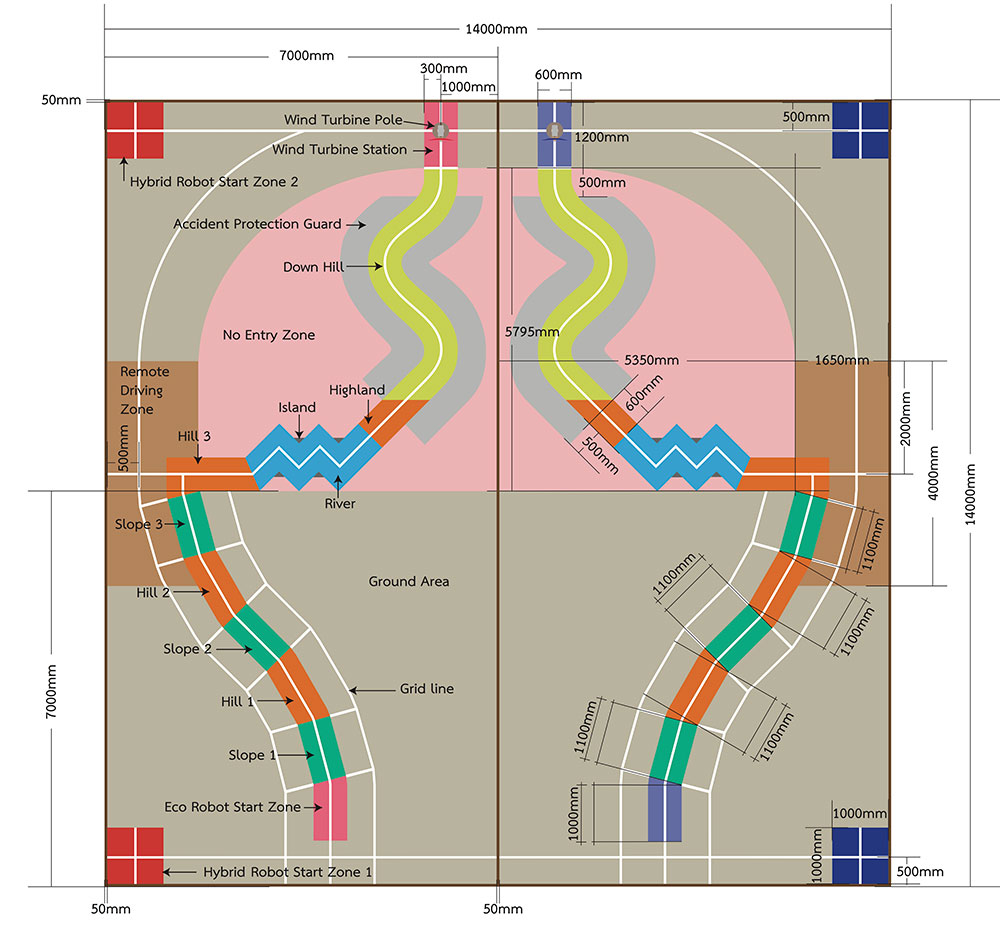 14000mm
7000mm
300mm
600mm
1000mm
50mm
500mm
Wind Turbine Pole
1200mm
Wind Turbine Station
Hybrid Robot Start Zone 2
500mm
Accident Protection Guard
Down Hill
No Entry Zone
5795mm
5350mm
1650mm
Remote
Driving
Zone
Highland
600mm
Island
2000mm
Hill 3
500mm
500mm
4000mm
River
14000mm
Slope 3
1100mm
Ground Area
1100mm
Hill 2
1100mm
Slope 2
7000mm
Grid line
Hill 1
1100mm
1100mm
Slope 1
Eco Robot Start Zone
1000mm
1000mm
1000mm
Hybrid Robot Start Zone 1
500mm
50mm
50mm